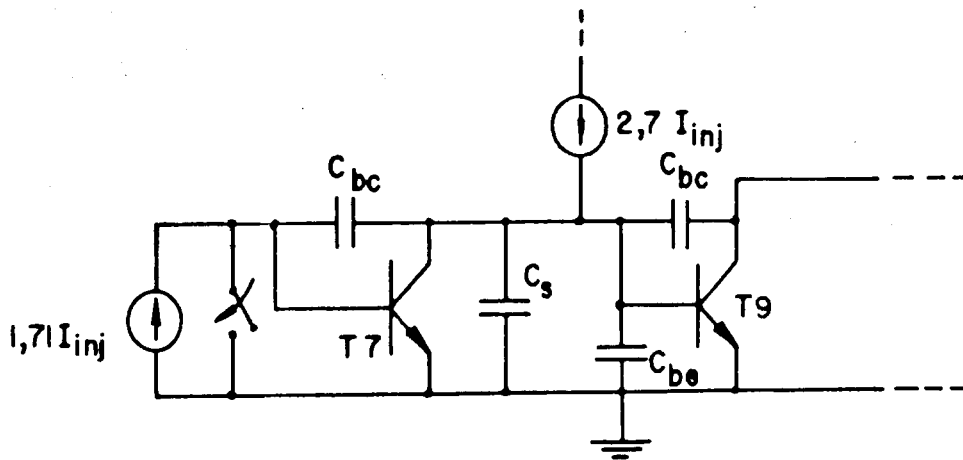 2,7 I_inj
C_bc
C_bc
C_s
T9
1,71 I_inj
T7
C_be